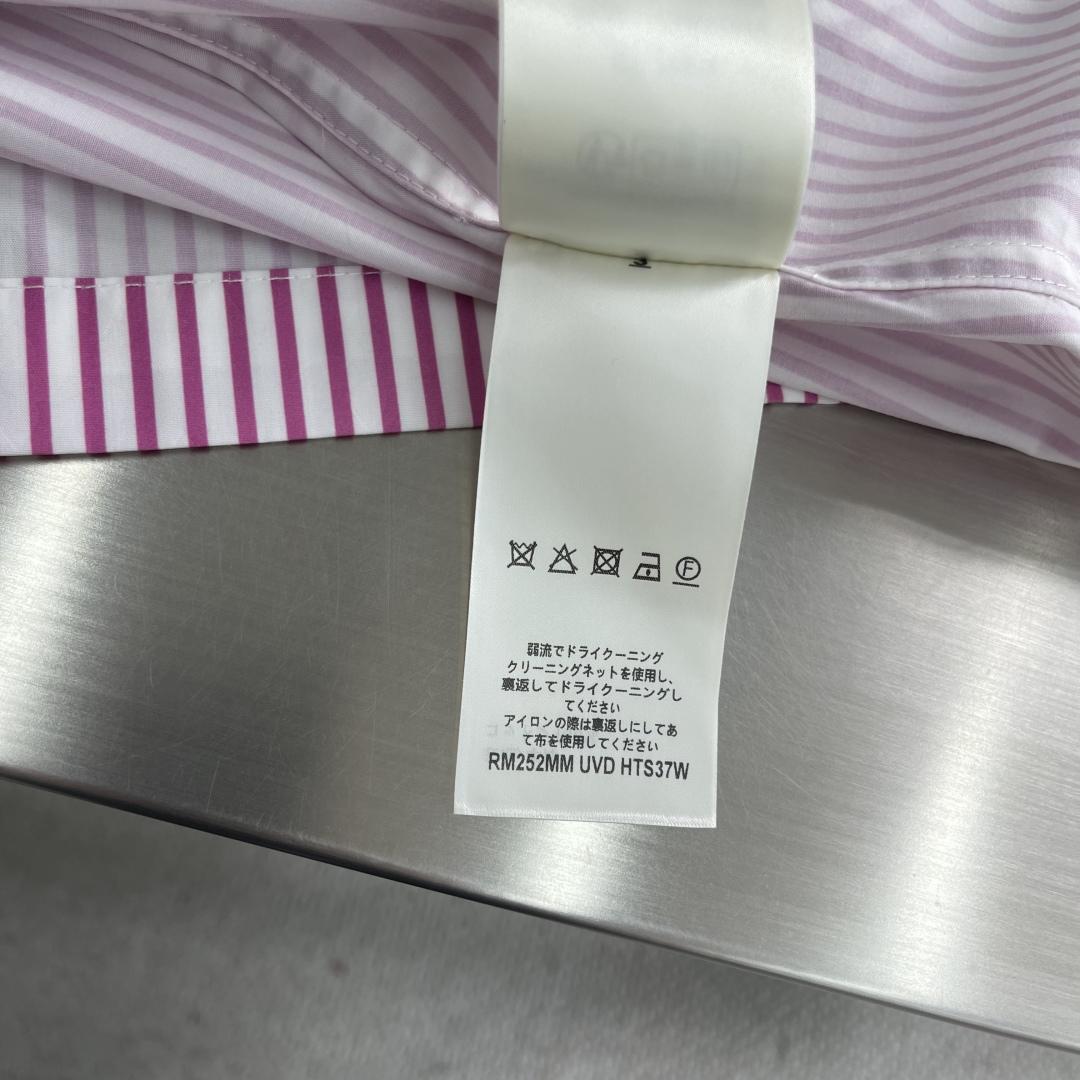 弱流でドライクーニング
クリーニングネットを使用し、
裏返してドライクーニングし
てください
アイロンの際は裏返しにしてあ
て布を使用してください
RM252MM UVD HTS37W